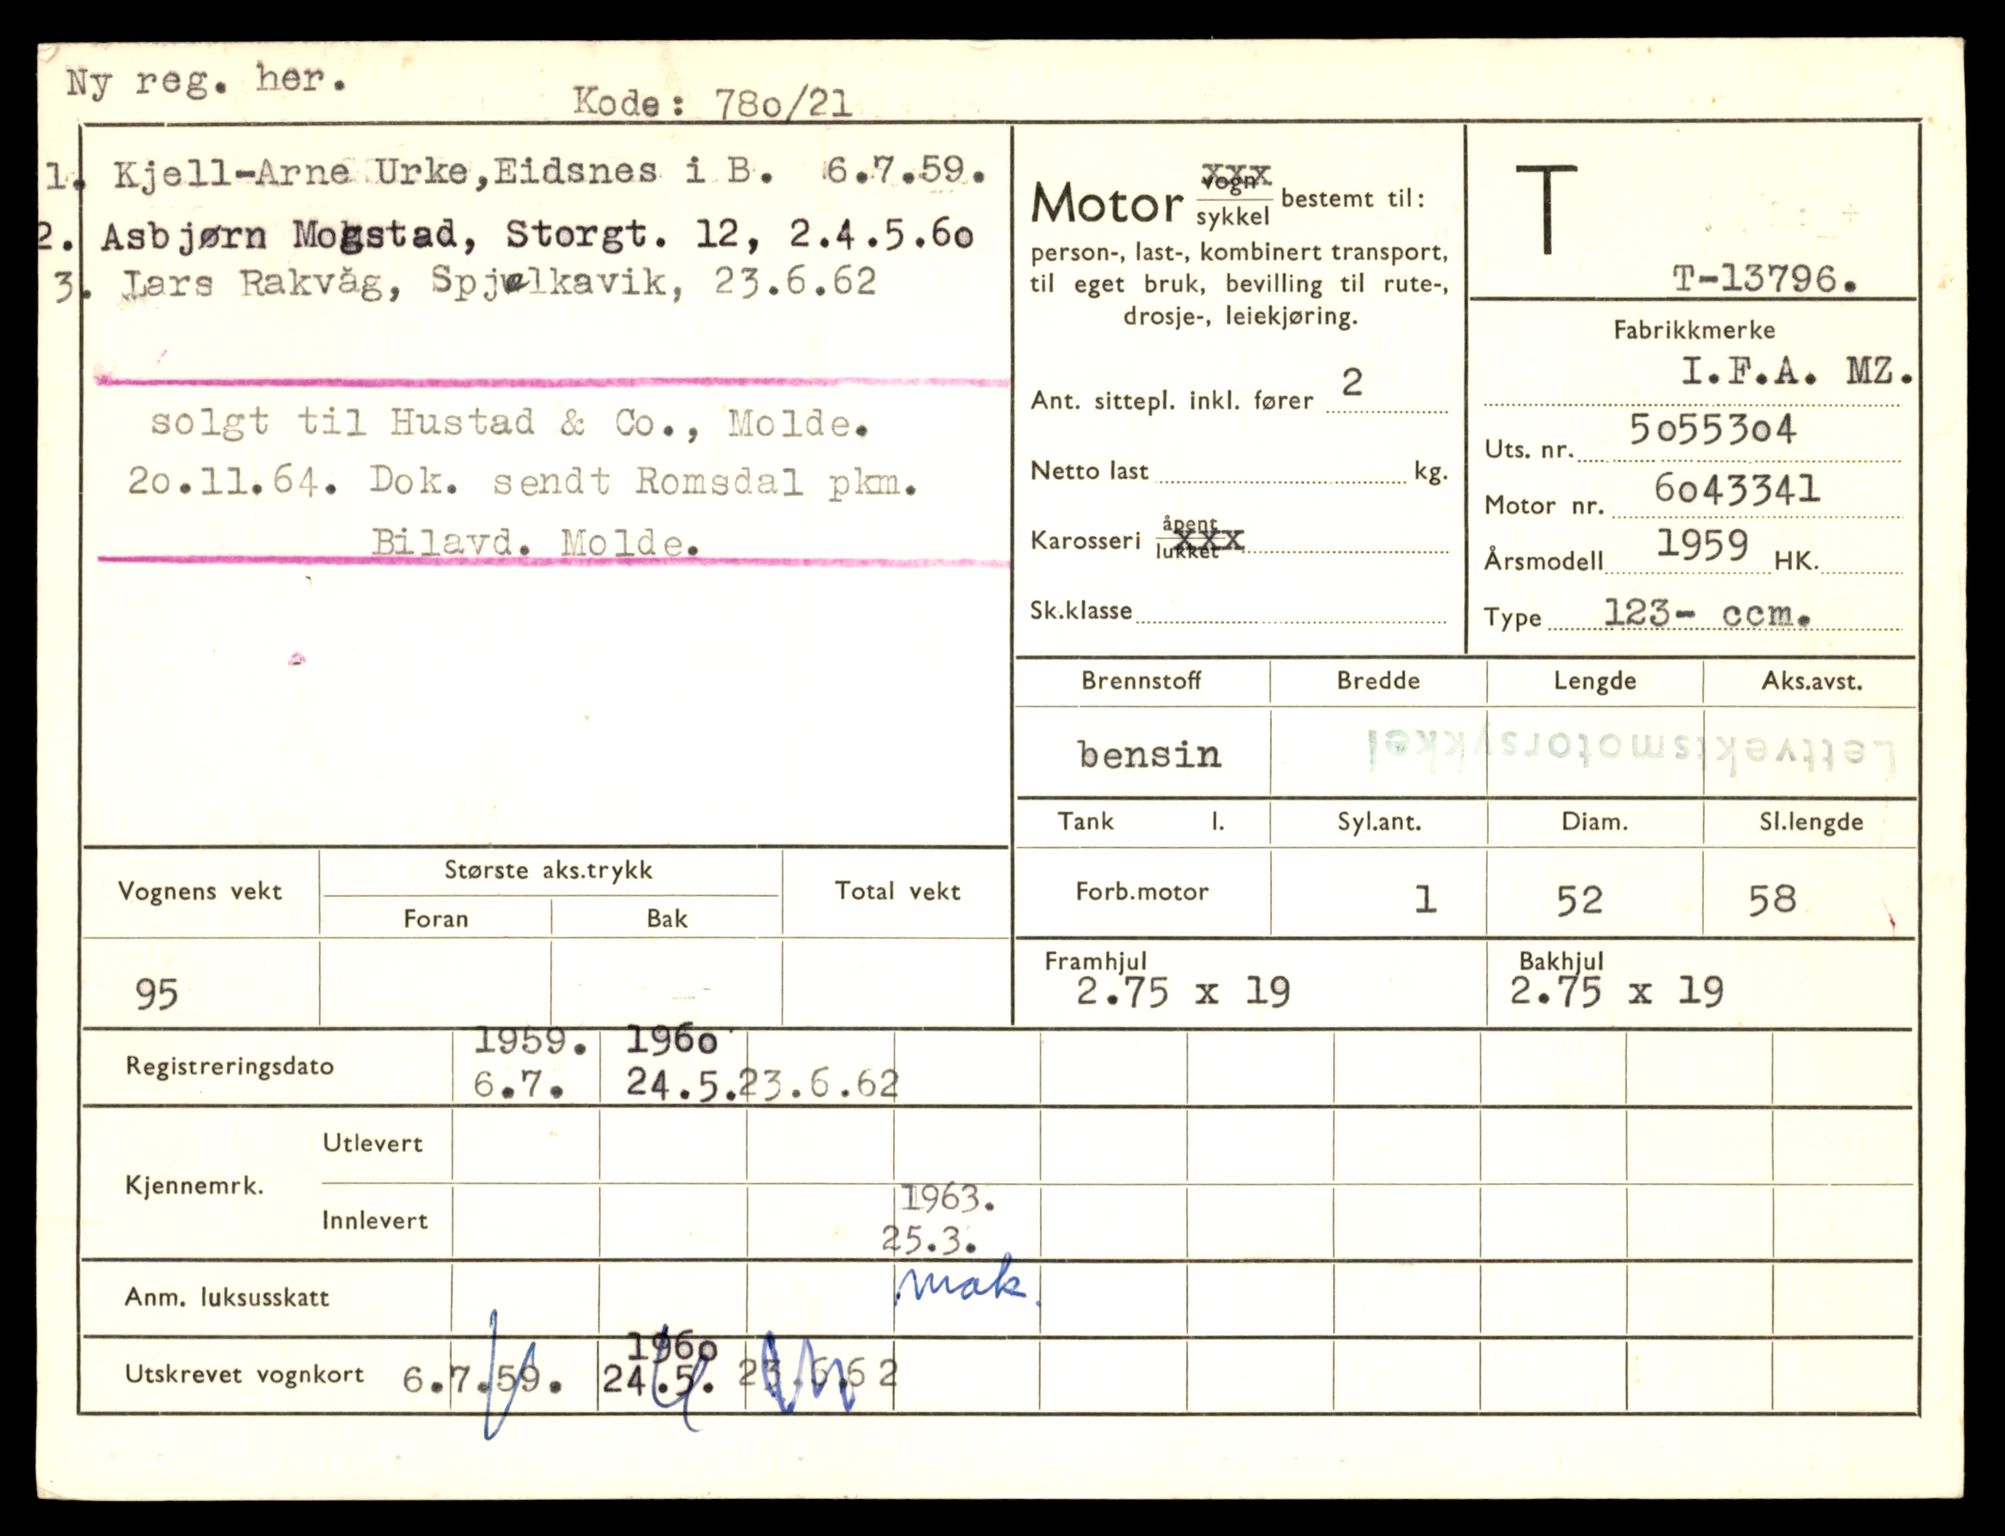 Ny reg. her.
Kode: 78o/21
1. Kjell-Arne Urke,Eidsnes i B. 6.7.59.
2. Asbjørn Mogstad, Storgt. 12, 2.4.5.6o
3. Lars Rakvåg, Spjelkavik, 23.6.62
solgt til Hustad & Co., Molde.
2o.11.64. Dok. sendt Romsdal pkm.
Bilavd. Molde.
Motor vogn xxx sykkel bestemt til:
person-, last-, kombinert transport,
til eget bruk, bevilling til rute-,
drosje-, leiekjøring.
Ant. sittepl. inkl. fører 2
Netto last kg.
Karosseri åpent lukket xxx
Sk.klasse
T
T-13796.
Fabrikkmerke
I.F.A. MZ.
Uts. nr. 5o553o4
Motor nr. 6o43341
Årsmodell 1959 HK.
Type 123- ccm.
Brennstoff Bredde Lengde Aks.avst.
bensin
Lettvektsmotorsykkel
Tank l. Syl.ant. Diam. Sl.lengde
Forb.motor 1 52 58
Framhjul Bakhjul
2.75 x 19 2.75 x 19
Vognens vekt Største aks.trykk Total vekt
Foran Bak
95
1959. 196o
Registreringsdato 6.7. 24.5. 23.6.62
Utlevert
Kjennemrk.
Innlevert 1963.
25.3.
Anm. luksusskatt mak.
196o
Utskrevet vognkort 6.7.59. 24.5. 23.6.62